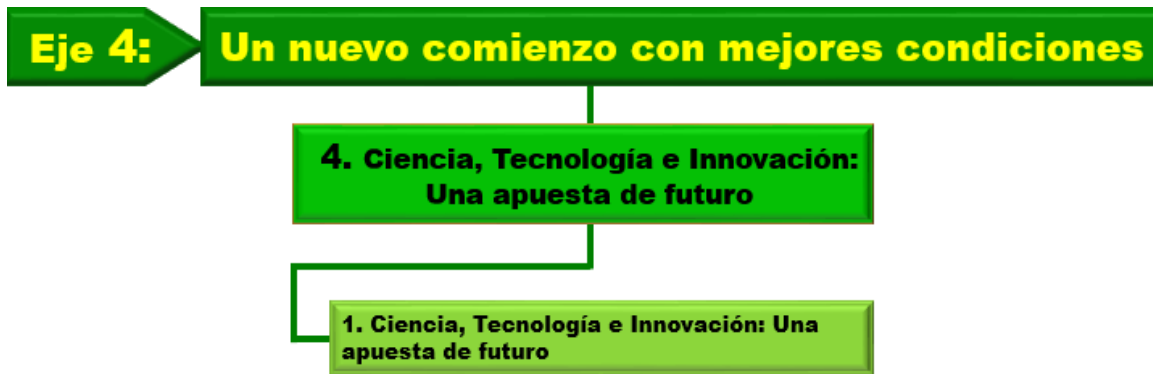 Eje 4:
Un nuevo comienzo con mejores condiciones
4. Ciencia, Tecnología e Innovación:
Una apuesta de futuro
1. Ciencia, Tecnología e Innovación: Una
apuesta de futuro